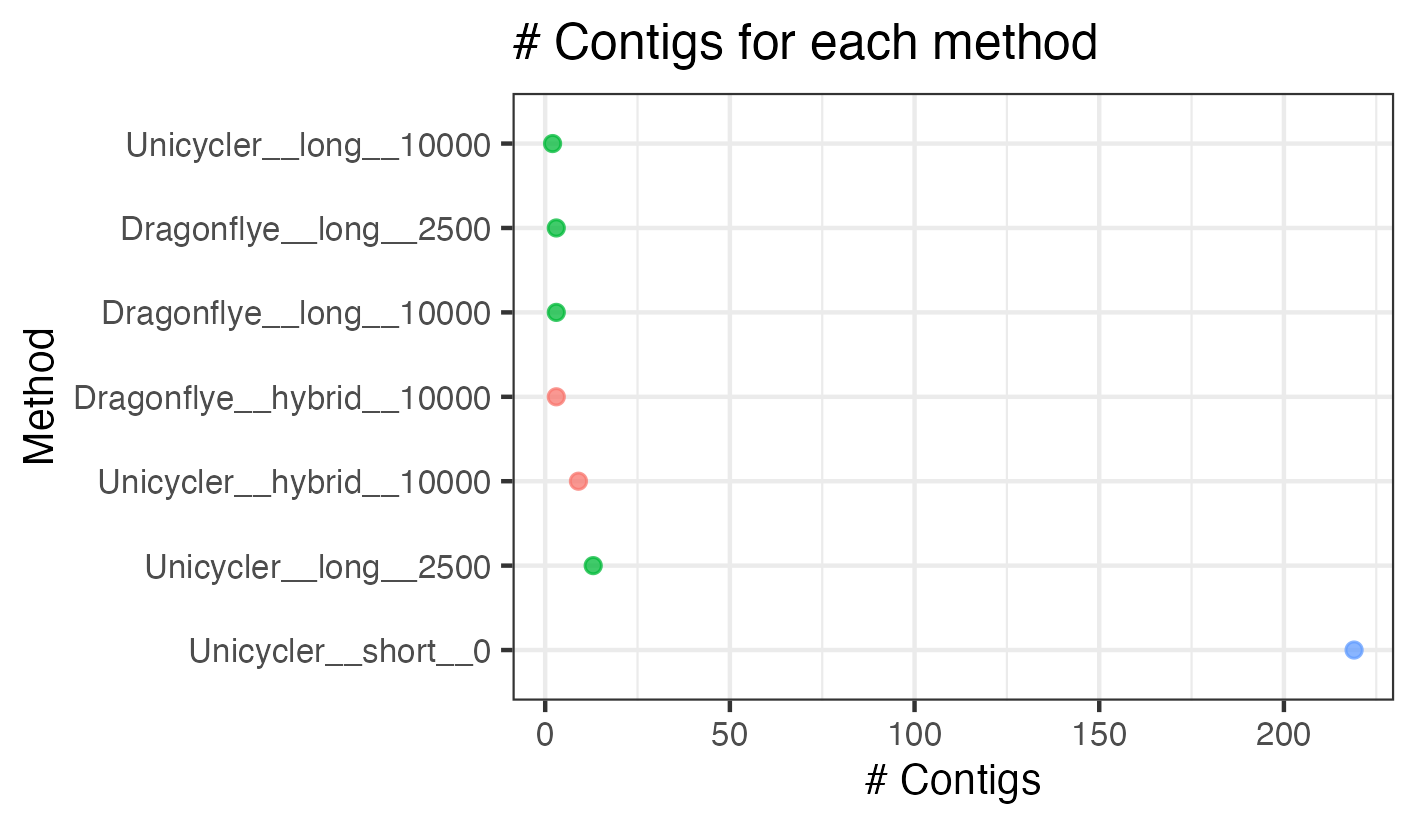 # Contigs for each method
Unicycler__long__10000
Dragonflye__long__2500
Dragonflye__long__10000
Dragonflye__hybrid__10000
Unicycler__hybrid__10000
Unicycler__long__2500
Unicycler__short__0
Method
0 50 100 150 200
# Contigs